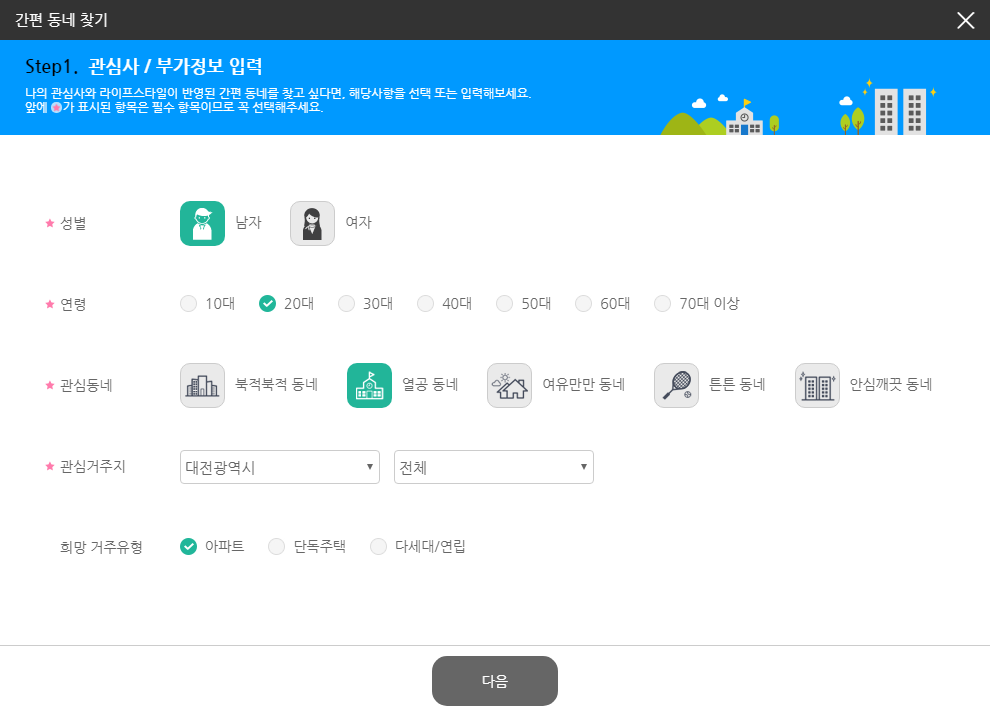 간편 동네 찾기
Step1. 관심사 / 부가정보 입력
나의 관심사와 라이프스타일이 반영된 간편 동네를 찾고 싶다면, 해당사항을 선택 또는 입력해보세요.
앞에 ★가 표시된 항목은 필수 항목이므로 꼭 선택해주세요.
★ 성별 남자 여자
★ 연령 10대 20대 30대 40대 50대 60대 70대 이상
★ 관심동네 북적북적 동네 열공 동네 여유만만 동네 튼튼 동네 안심깨끗 동네
★ 관심거주지 대전광역시 전체
희망 거주유형 아파트 단독주택 다세대/연립
다음